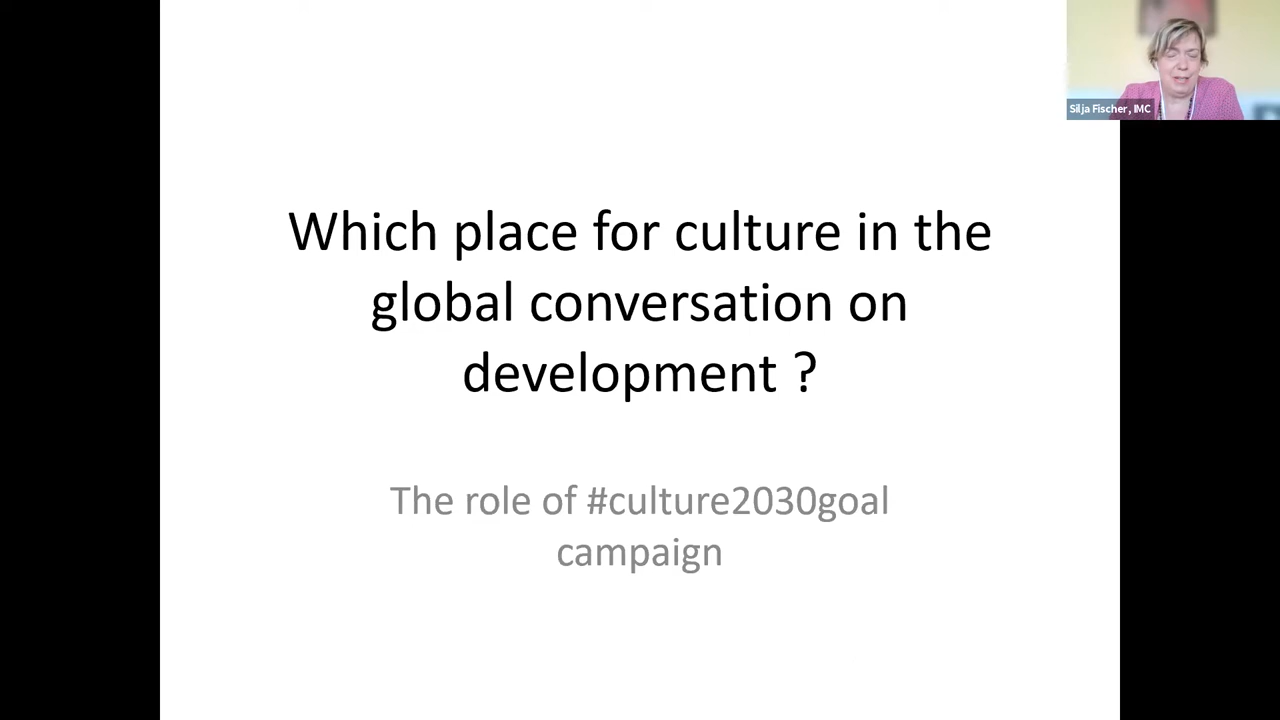 Silja Fischer, IMC
Which place for culture in the
global conversation on
development ?
The role of #culture2030goal
campaign